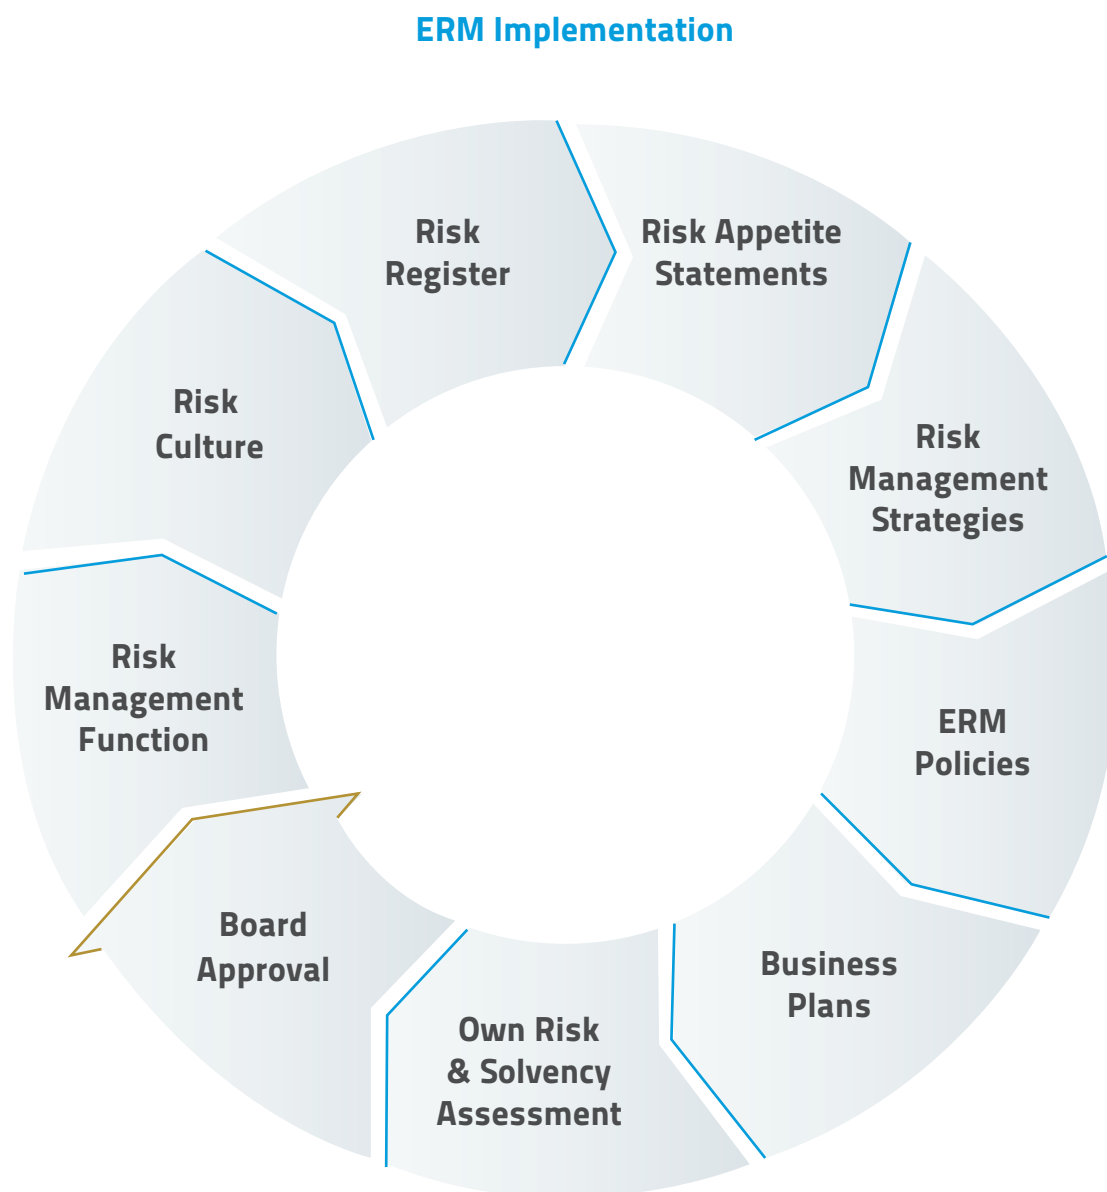 ERM Implementation
Risk
Register
Risk Appetite
Statements
Risk
Management
Strategies
ERM
Policies
Business
Plans
Own Risk
& Solvency
Assessment
Board
Approval
Risk
Management
Function
Risk
Culture